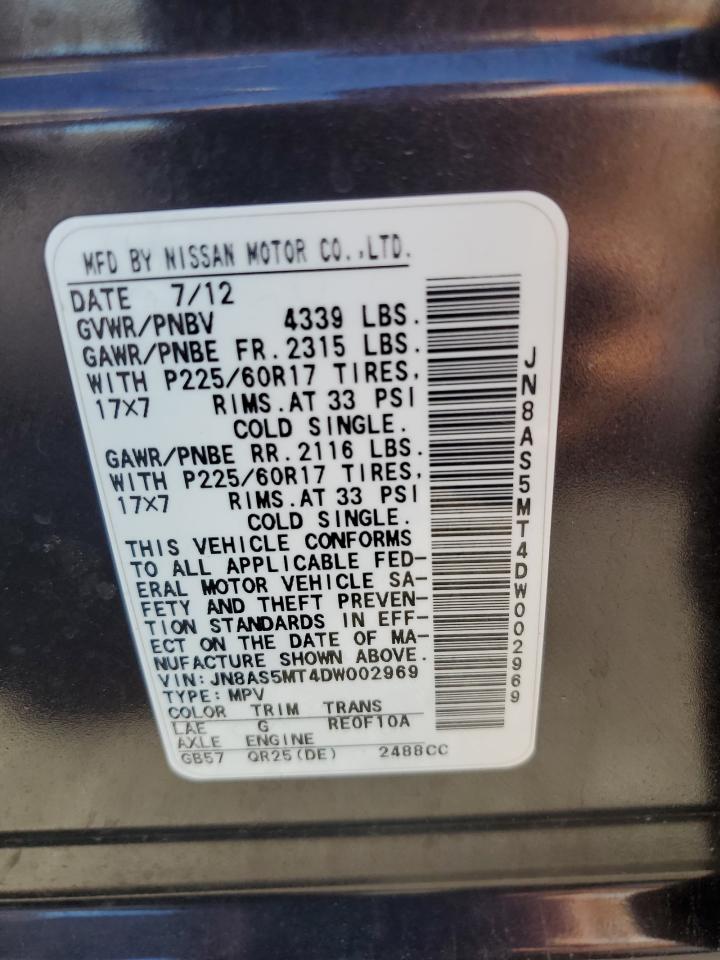 MFD BY NISSAN MOTOR CO.,LTD.
DATE 7/12
GVWR/PNBV 4339 LBS.
GAWR/PNBE FR.2315 LBS.
WITH P225/60R17 TIRES,
17X7 RIMS.AT 33 PSI
COLD SINGLE.
GAWR/PNBE RR.2116 LBS.
WITH P225/60R17 TIRES,
17X7 RIMS.AT 33 PSI
COLD SINGLE.
THIS VEHICLE CONFORMS
TO ALL APPLICABLE FED-
ERAL MOTOR VEHICLE SA-
FETY AND THEFT PREVEN-
TION STANDARDS IN EFF-
ECT ON THE DATE OF MA-
NUFACTURE SHOWN ABOVE.
VIN:JN8AS5MT4DW002969
TYPE:MPV
COLOR TRIM TRANS
LAE G RE0F10A
AXLE ENGINE
GB57 QR25(DE) 2488CC
JN8AS5MT4DW002969